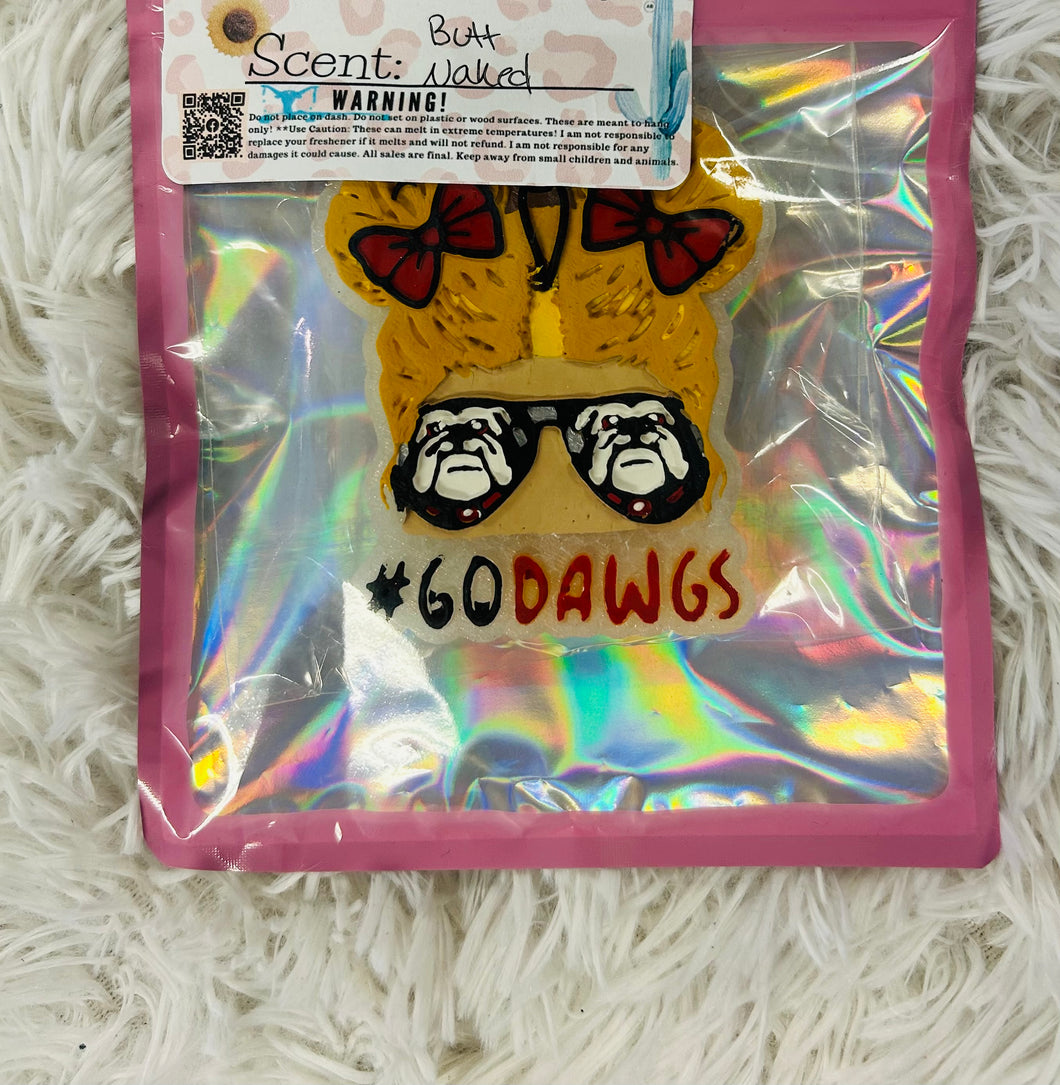 Butt
Scent: Naked
WARNING!
Do not place on dash. Do not set on plastic or wood surfaces. These are meant to hang
only! **Use Caution: These can melt in extreme temperatures! I am not responsible to
replace your freshener if it melts and will not refund. I am not responsible for any
damages it could cause. All sales are final. Keep away from small children and animals.
#GODAWGS